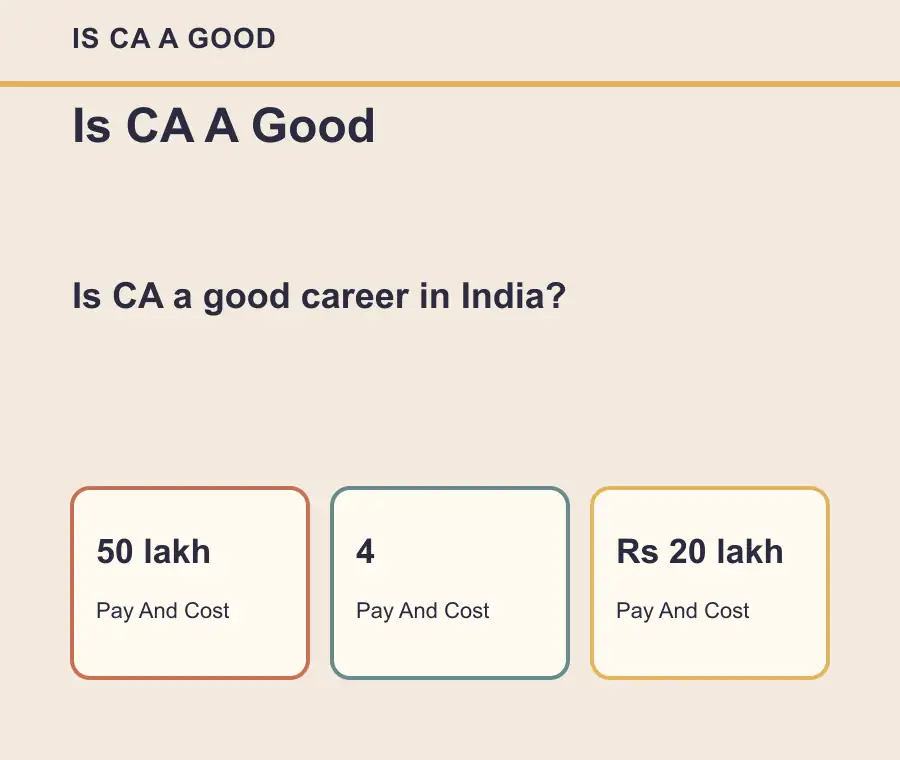 IS CA A GOOD
Is CA A Good
Is CA a good career in India?
50 lakh
Pay And Cost
4
Pay And Cost
Rs 20 lakh
Pay And Cost